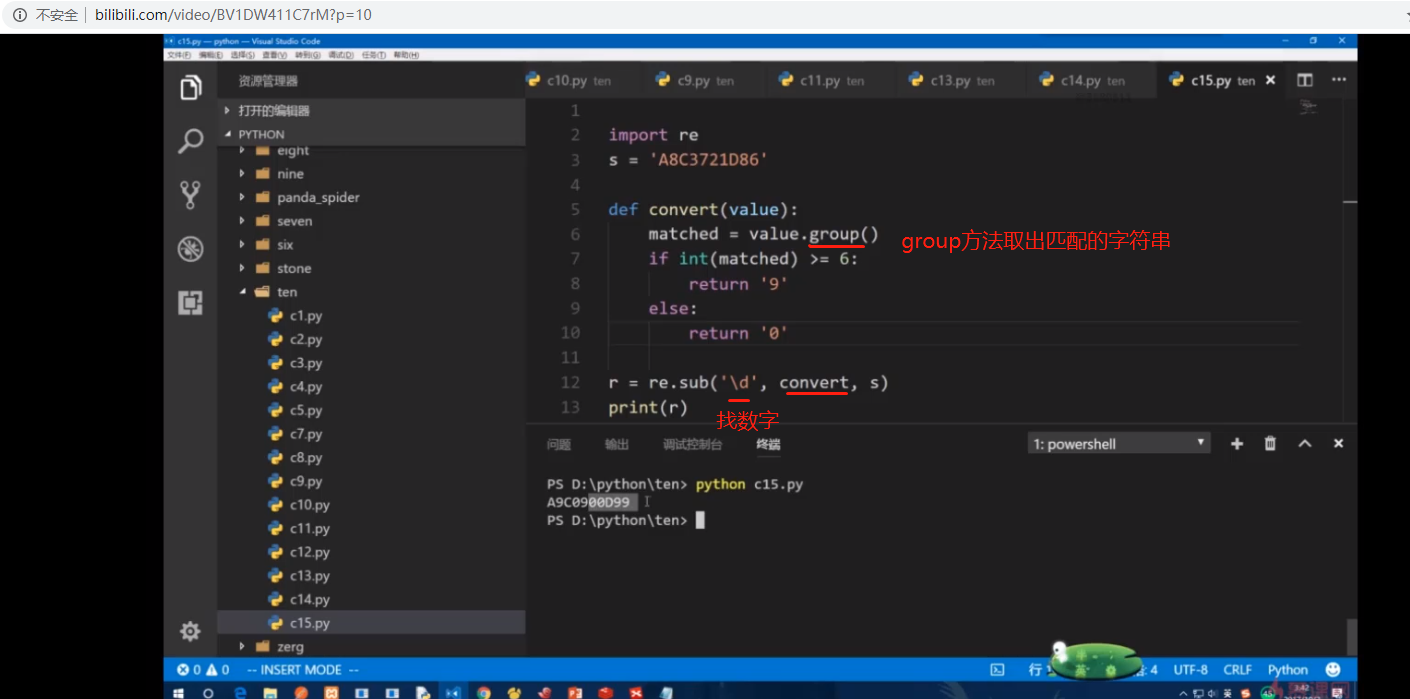 不安全 bilibili.com/video/BV1DW411C7rM?p=10
c15.py — python — Visual Studio Code
文件(F) 编辑(E) 选择(S) 查看(V) 转到(G) 调试(D) 任务(T) 帮助(H)
资源管理器
c10.py ten c9.py ten c11.py ten c13.py ten c14.py ten c15.py ten
打开的编辑器
PYTHON
eight
nine
panda_spider
seven
six
stone
ten
c1.py
c2.py
c3.py
c4.py
c5.py
c7.py
c8.py
c9.py
c10.py
c11.py
c12.py
c13.py
c14.py
c15.py
zerg
1
2 import re
3 s = 'A8C3721D86'
4
5 def convert(value):
6 matched = value.group()
group方法取出匹配的字符串
7 if int(matched) >= 6:
8 return '9'
9 else:
10 return '0'
11
12 r = re.sub('\d', convert, s)
13 print(r)
找数字
问题 输出 调试控制台 终端 1: powershell
PS D:\python\ten> python c15.py
A9C0900D99
PS D:\python\ten>
0 0 -- INSERT MODE -- 行 4 UTF-8 CRLF Python
英